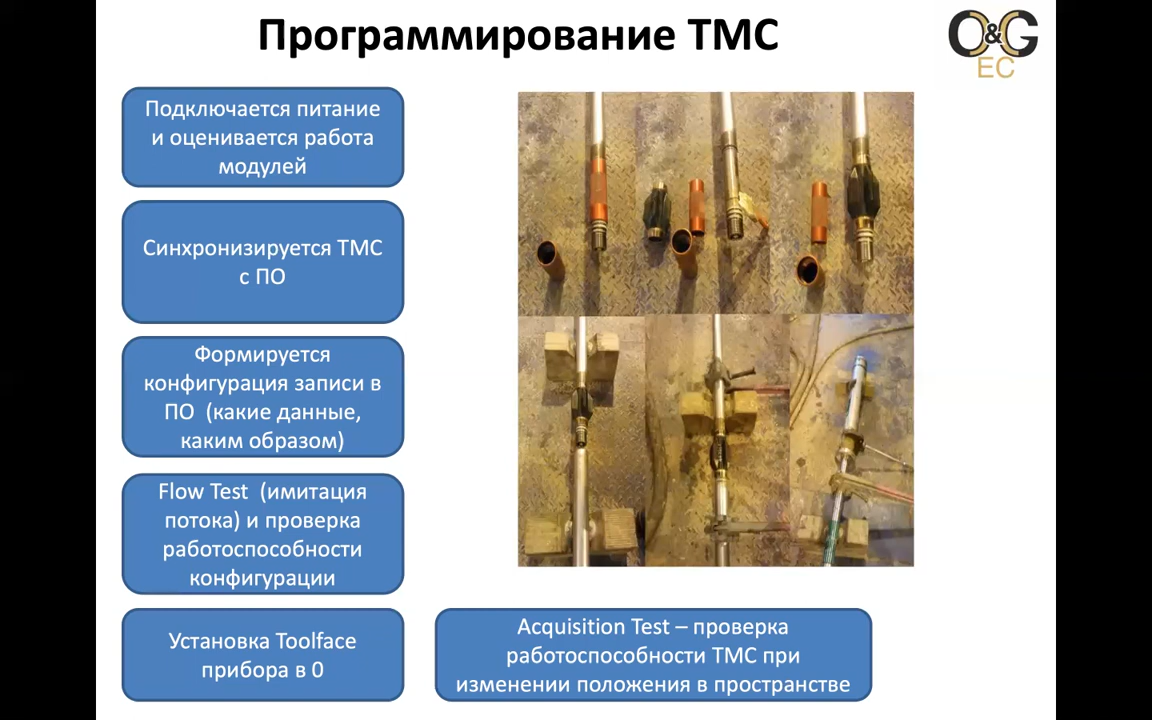 Программирование ТМС
O&G
EC
Подключается питание
и оценивается работа
модулей
Синхронизируется ТМС
с ПО
Формируется
конфигурация записи в
ПО (какие данные,
каким образом)
Flow Test (имитация
потока) и проверка
работоспособности
конфигурации
Установка Toolface
прибора в 0
Acquisition Test – проверка
работоспособности ТМС при
изменении положения в пространстве